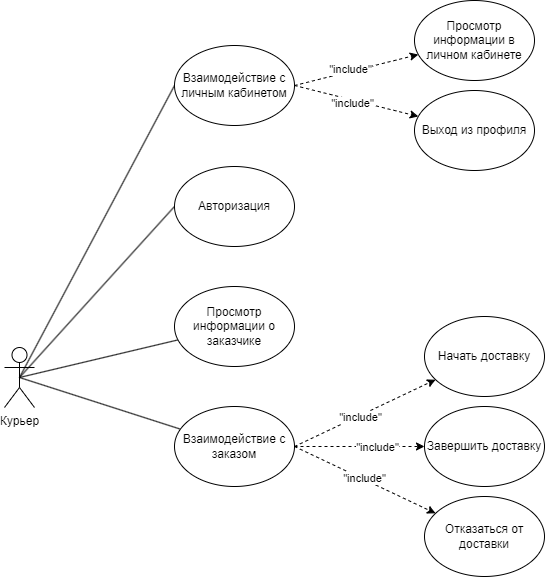 Просмотр
информации в
личном кабинете
"include"
Взаимодействие с
личным кабинетом
"include"
Выход из профиля
Авторизация
Просмотр
информации о
заказчике
Начать доставку
Курьер
"include"
Взаимодействие с
заказом
"include"
Завершить доставку
"include"
Отказаться от
доставки